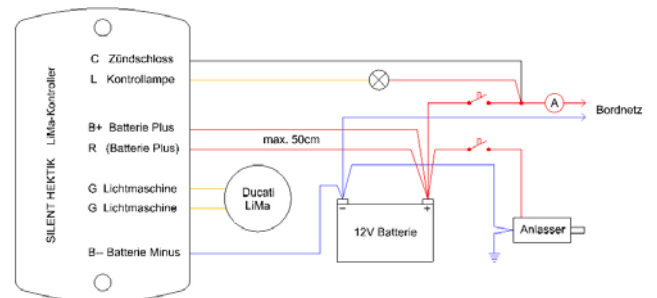 SILENT HEKTIK LiMa-Kontroller
C Zündschloss
L Kontrollampe
B+ Batterie Plus
R (Batterie Plus)
G Lichtmaschine
G Lichtmaschine
B-- Batterie Minus
max. 50cm
Ducati
LiMa
A
Bordnetz
– +
12V Batterie
Anlasser